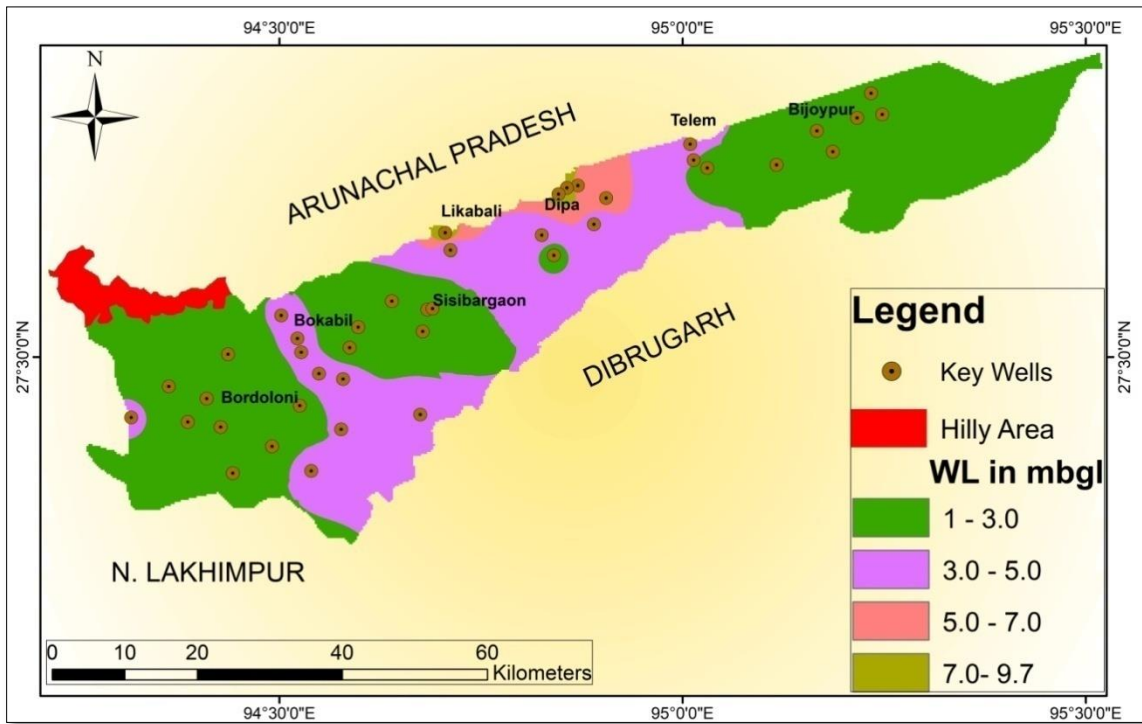 94°30'0"E
95°0'0"E
95°30'0"E
N
ARUNACHAL PRADESH
Telem
Bijoypur
Likabali
Dipa
Sisibargaon
Bokabil
Bordoloni
DIBRUGARH
N. LAKHIMPUR
27°30'0"N
27°30'0"N
Legend
Key Wells
Hilly Area
WL in mbgl
1 - 3.0
3.0 - 5.0
5.0 - 7.0
7.0- 9.7
0 10 20 40 60
Kilometers
94°30'0"E
95°0'0"E
95°30'0"E